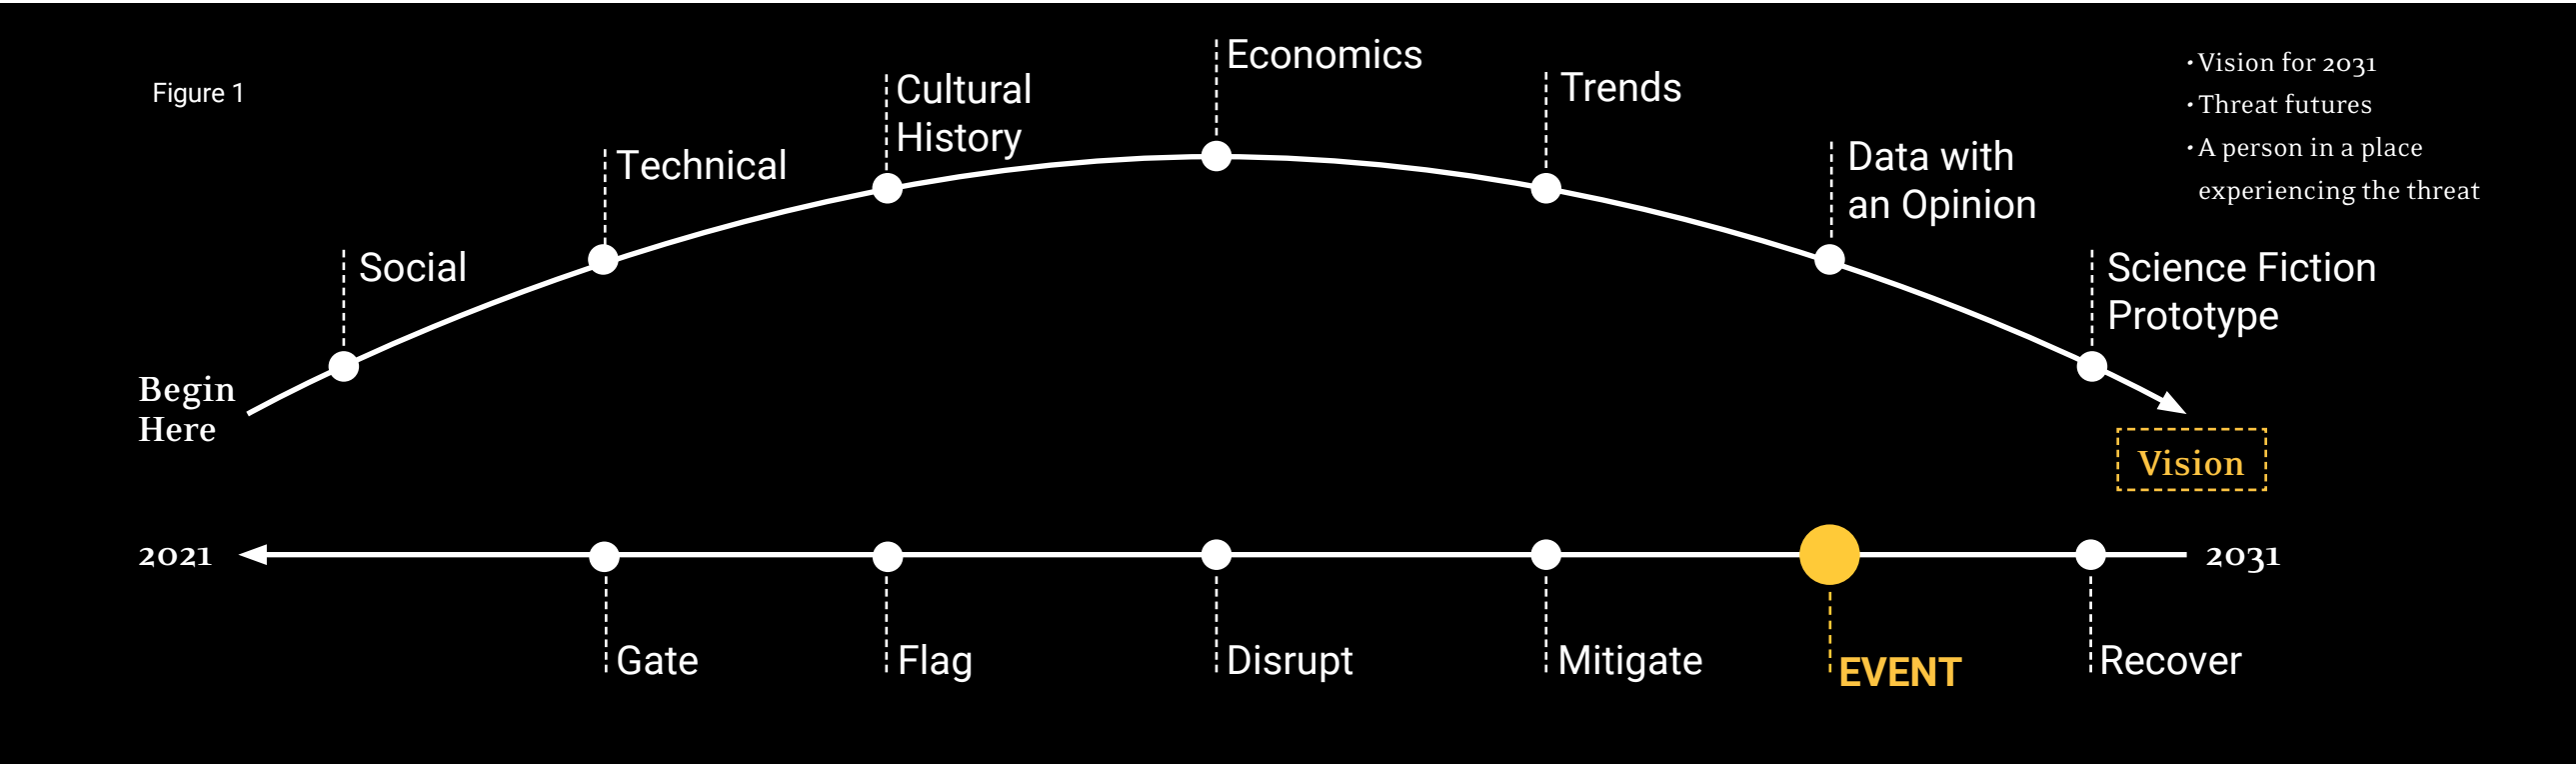 Figure 1
Economics
Cultural
History
Trends
Technical
Data with
an Opinion
Social
Science Fiction
Prototype
• Vision for 2031
• Threat futures
• A person in a place
experiencing the threat
Begin
Here
Vision
2021
2031
Gate
Flag
Disrupt
Mitigate
EVENT
Recover